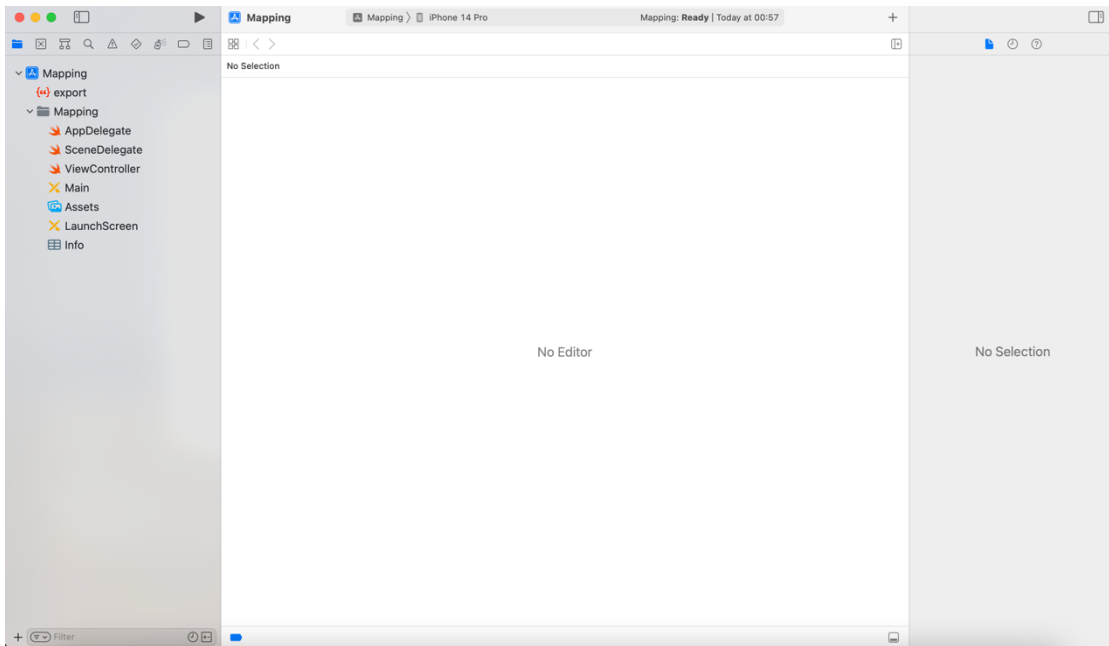 Mapping
Mapping
iPhone 14 Pro
Mapping: Ready | Today at 00:57
No Selection
Mapping
export
Mapping
AppDelegate
SceneDelegate
ViewController
Main
Assets
LaunchScreen
Info
No Editor
No Selection
Filter